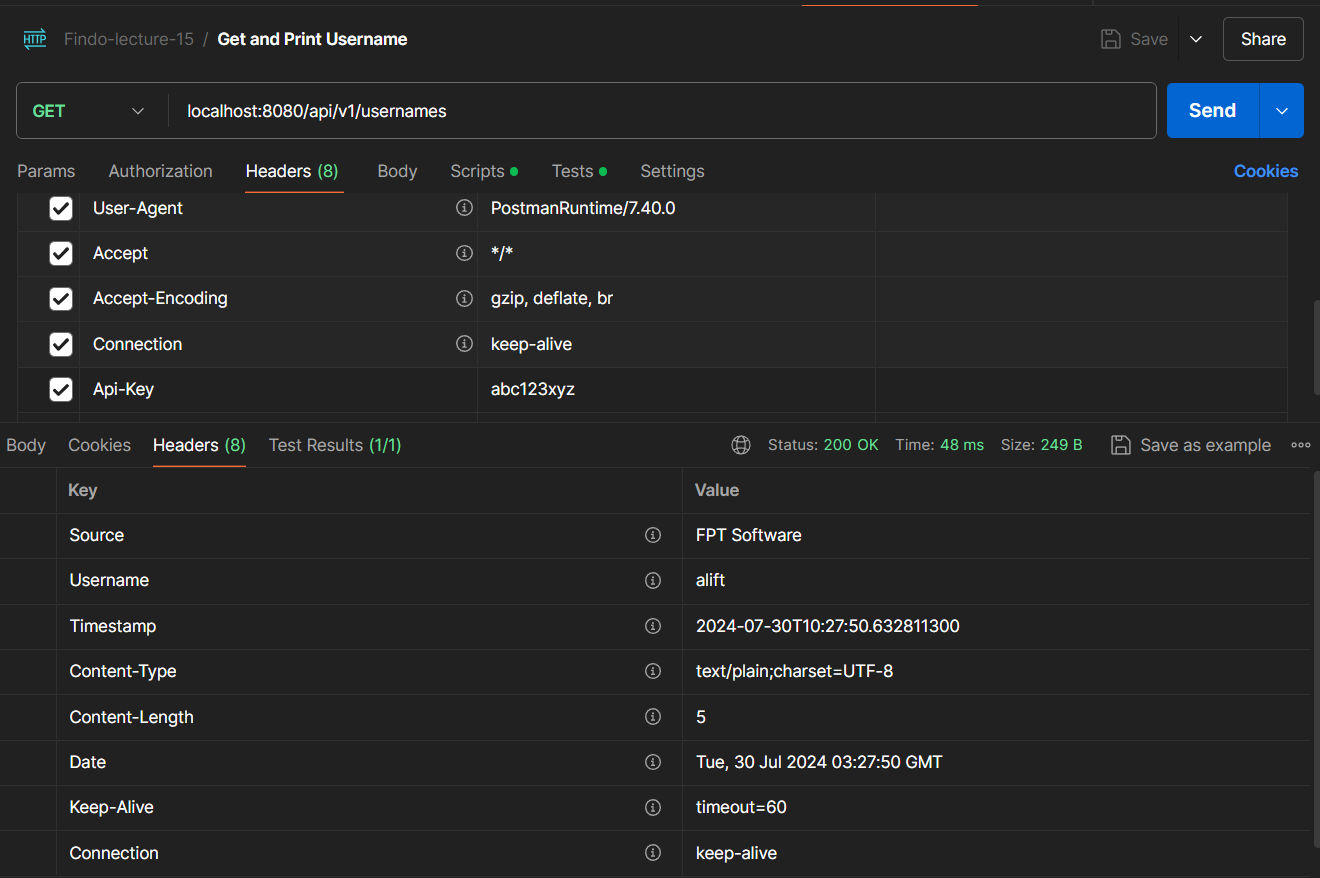 HTTP Findo-lecture-15 / Get and Print Username Save Share
GET localhost:8080/api/v1/usernames Send
Params Authorization Headers (8) Body Scripts Tests Settings Cookies
User-Agent PostmanRuntime/7.40.0
Accept */*
Accept-Encoding gzip, deflate, br
Connection keep-alive
Api-Key abc123xyz
Body Cookies Headers (8) Test Results (1/1) Status: 200 OK Time: 48 ms Size: 249 B Save as example
Key Value
Source FPT Software
Username alift
Timestamp 2024-07-30T10:27:50.632811300
Content-Type text/plain;charset=UTF-8
Content-Length 5
Date Tue, 30 Jul 2024 03:27:50 GMT
Keep-Alive timeout=60
Connection keep-alive